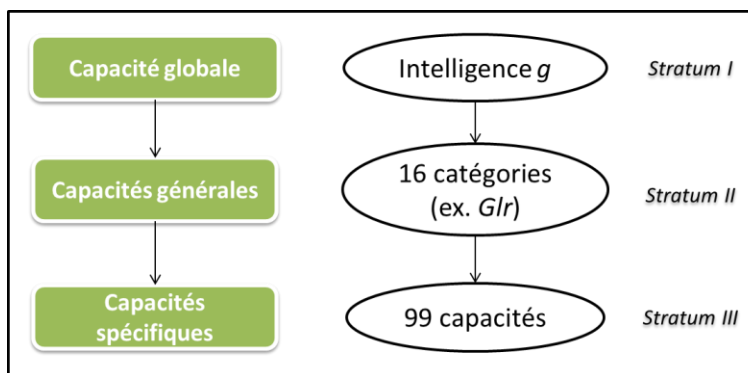 Capacité globale
Intelligence g
Stratum I
Capacités générales
16 catégories
(ex. Glr)
Stratum II
Capacités
spécifiques
99 capacités
Stratum III